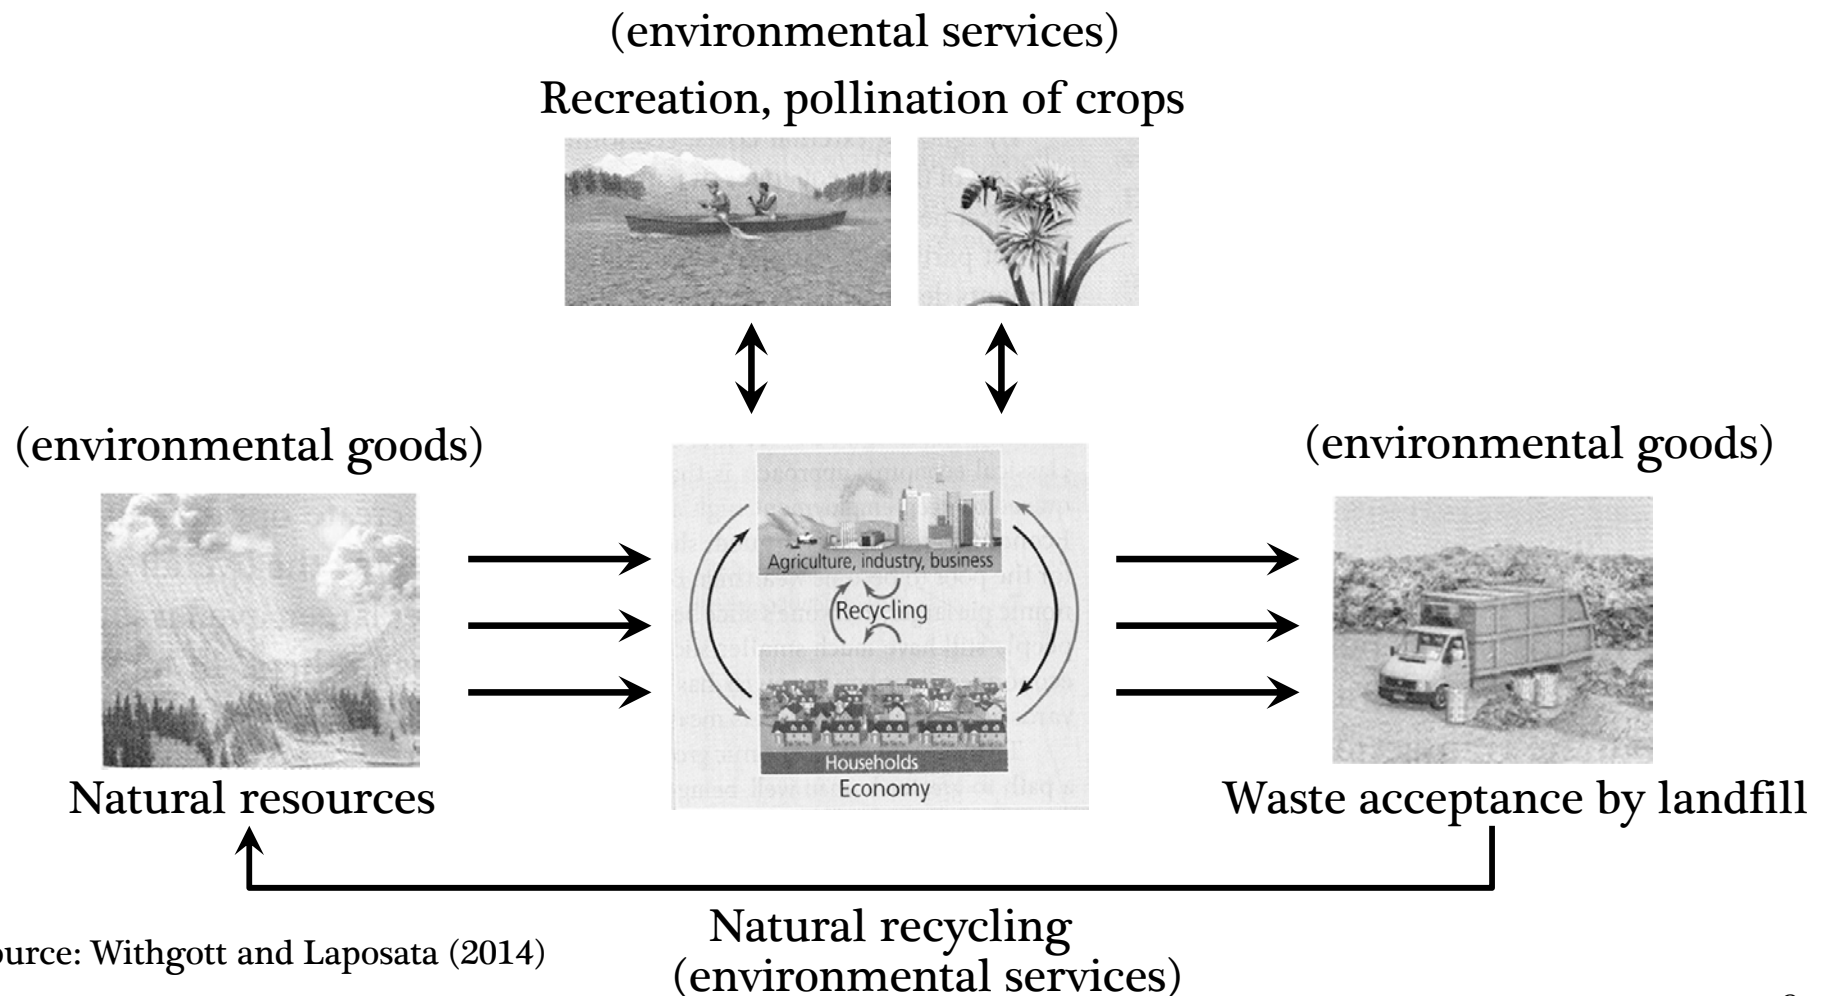 (environmental services)
Recreation, pollination of crops
(environmental goods)
(environmental goods)
Agriculture, industry, business
Recycling
Households
Economy
Natural resources
Waste acceptance by landfill
Natural recycling
(environmental services)
ource: Withgott and Laposata (2014)